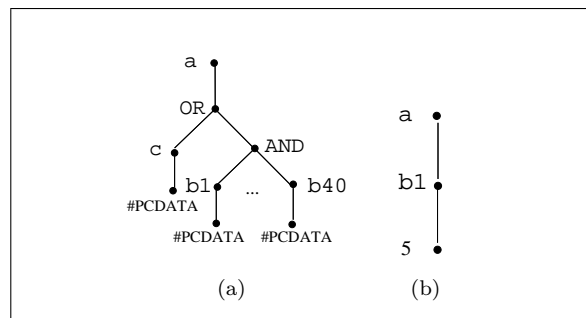 a
OR
c
AND
#PCDATA
b1
...
b40
#PCDATA
#PCDATA
(a)
a
b1
5
(b)